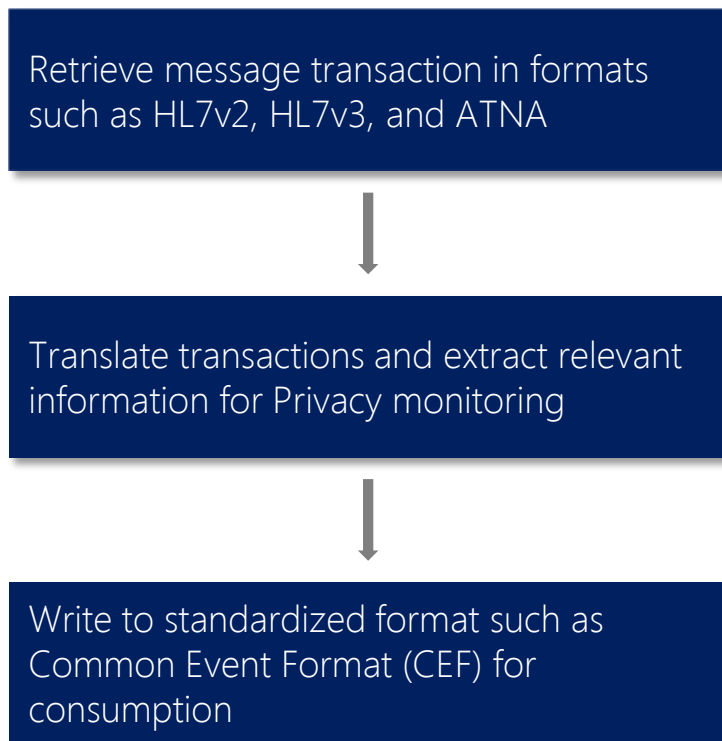 Retrieve message transaction in formats
such as HL7v2, HL7v3, and ATNA
Translate transactions and extract relevant
information for Privacy monitoring
Write to standardized format such as
Common Event Format (CEF) for
consumption